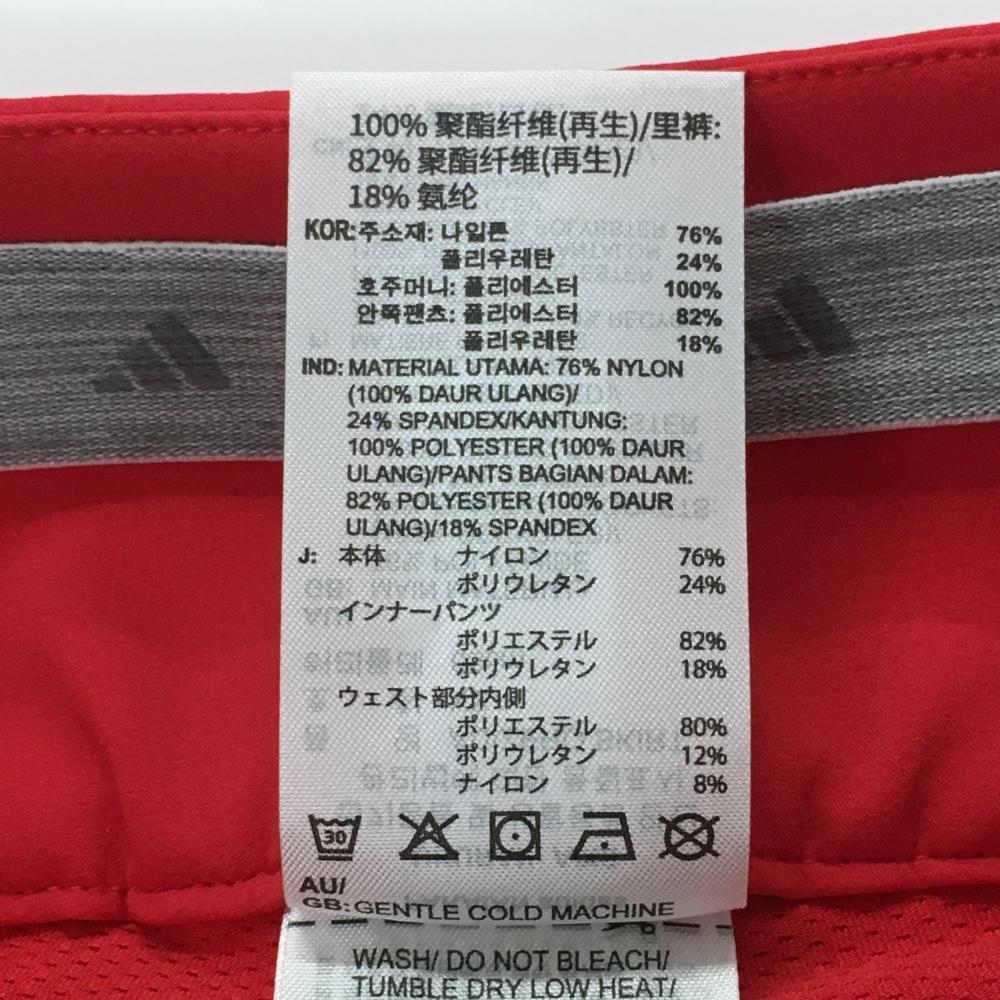 100% 聚酯纤维(再生)/里裤:
82% 聚酯纤维(再生)/
18% 氨纶
KOR: 주소재: 나일론 76%
폴리우레탄 24%
호주머니: 폴리에스터 100%
안쪽팬츠: 폴리에스터 82%
폴리우레탄 18%
IND: MATERIAL UTAMA: 76% NYLON
(100% DAUR ULANG)/
24% SPANDEX/KANTUNG:
100% POLYESTER (100% DAUR
ULANG)/PANTS BAGIAN DALAM:
82% POLYESTER (100% DAUR
ULANG)/18% SPANDEX
J: 本体 ナイロン 76%
ポリウレタン 24%
インナーパンツ
ポリエステル 82%
ポリウレタン 18%
ウェスト部分内側
ポリエステル 80%
ポリウレタン 12%
ナイロン 8%
30
AU/
GB: GENTLE COLD MACHINE
WASH/ DO NOT BLEACH/
TUMBLE DRY LOW HEAT/